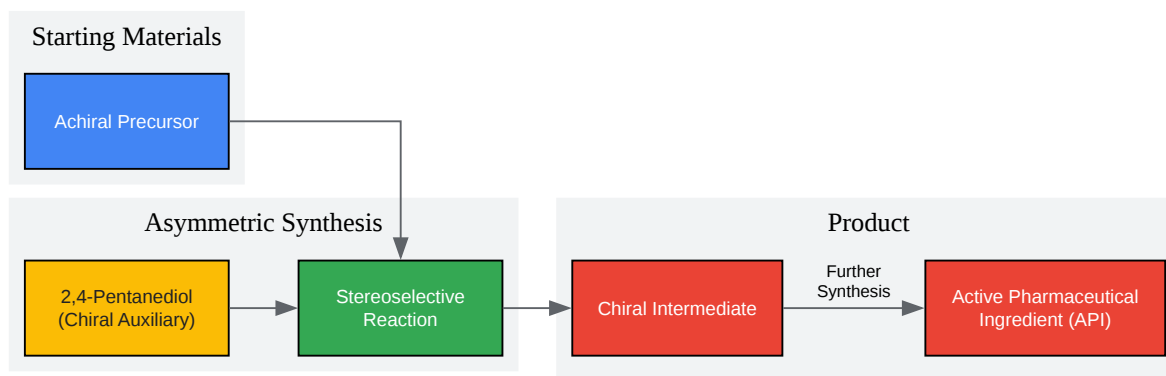 Starting Materials
Achiral Precursor
Asymmetric Synthesis
2,4-Pentanediol
(Chiral Auxiliary)
Stereoselective
Reaction
Product
Chiral Intermediate
Further
Synthesis
Active Pharmaceutical
Ingredient (API)